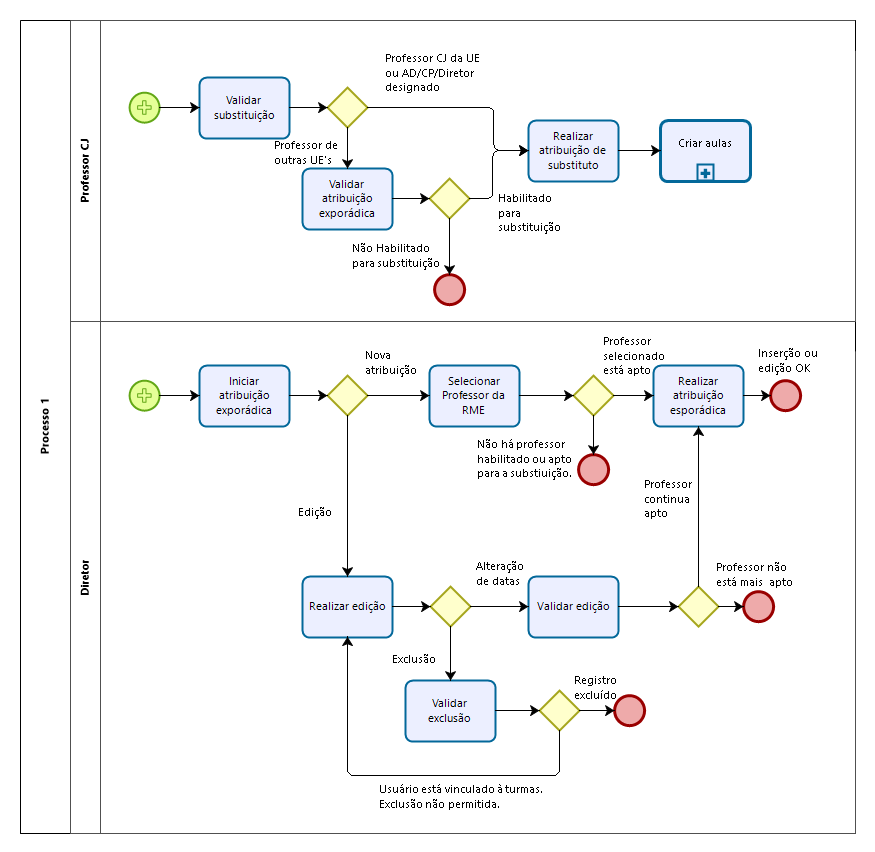 Processo 1
Professor CJ
Professor CJ da UE
ou AD/CP/Diretor
designado
Validar
substituição
Professor de
outras UE's
Validar
atribuição
exporádica
Realizar
atribuição de
substituto
Criar aulas
Habilitado
para
substituição
Não Habilitado
para substituição
Diretor
Iniciar
atribuição
exporádica
Nova
atribuição
Selecionar
Professor da
RME
Professor
selecionado
está apto
Realizar
atribuição
esporádica
Inserção ou
edição OK
Não há professor
habilitado ou apto
para a substiuição.
Edição
Professor
continua
apto
Realizar edição
Alteração
de datas
Validar edição
Professor não
está mais apto
Exclusão
Validar
exclusão
Registro
excluído
Usuário está vinculado à turmas.
Exclusão não permitida.